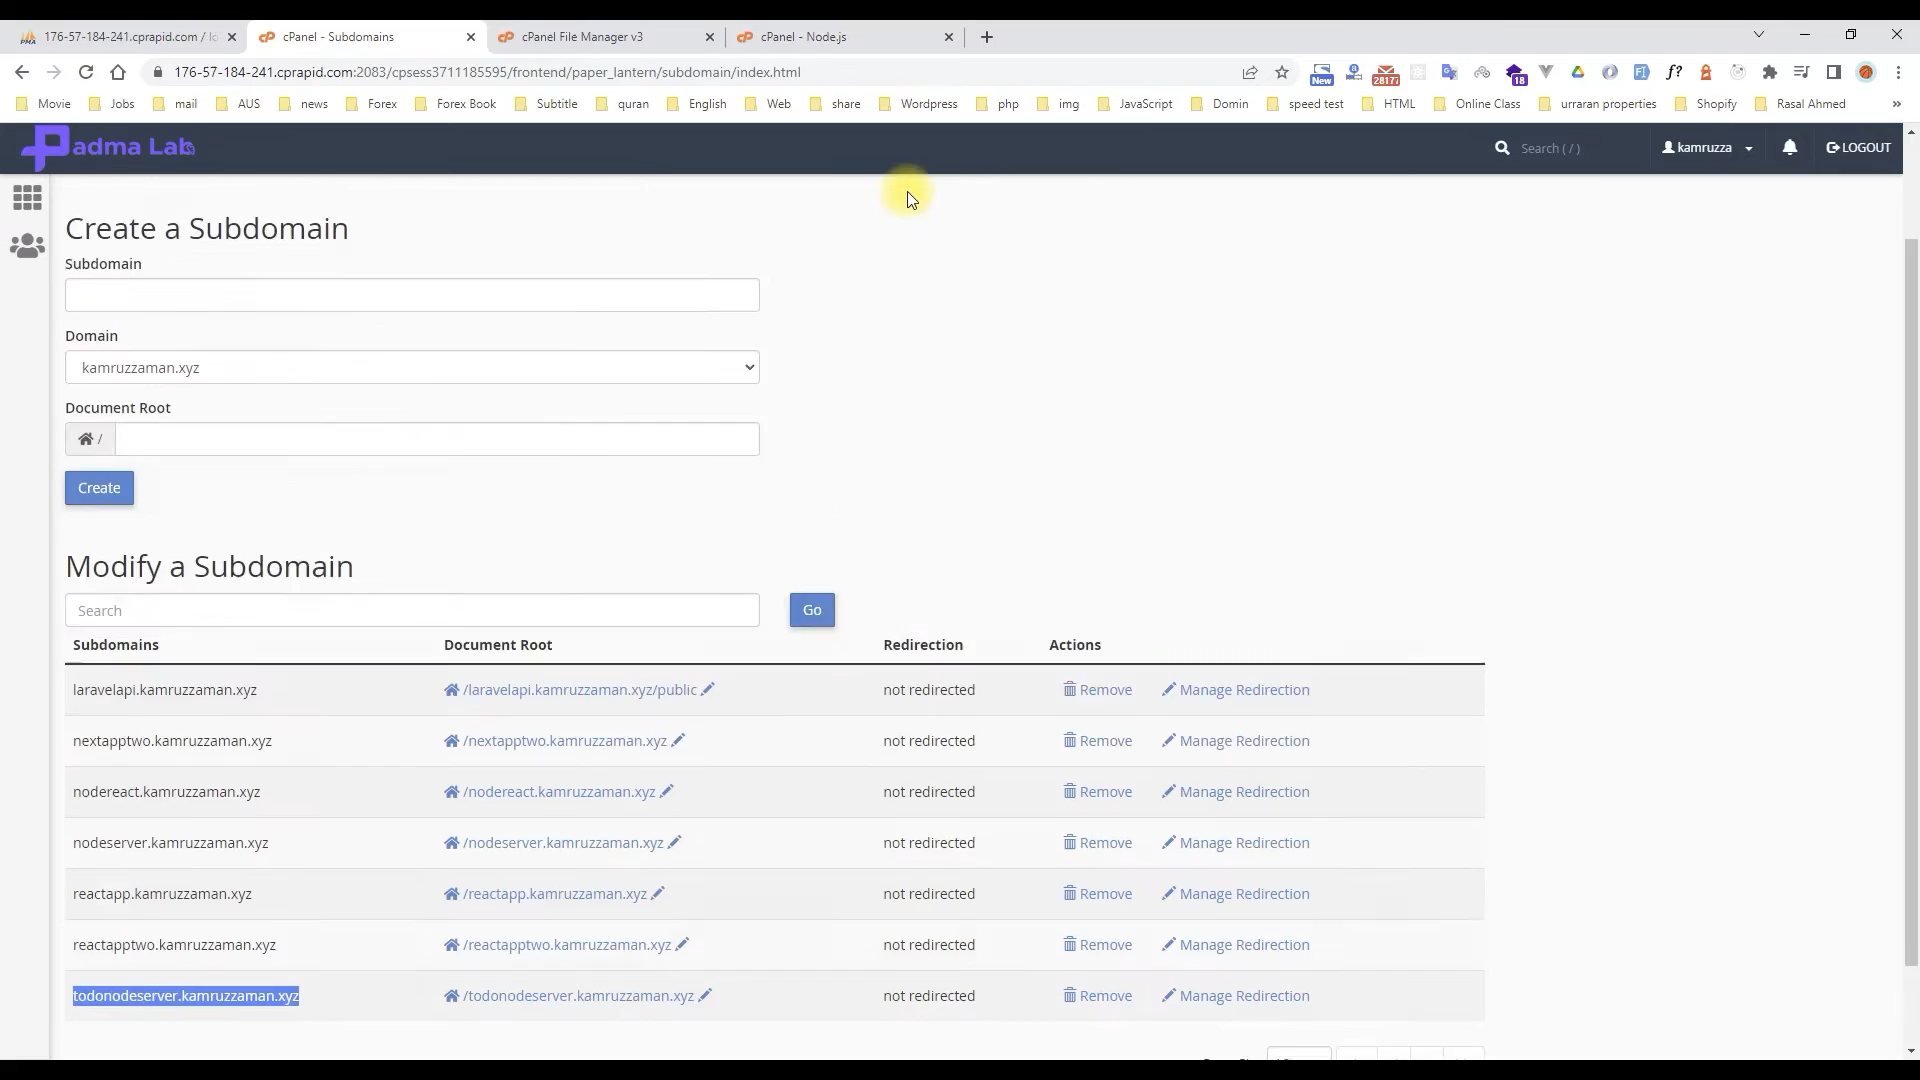 176-57-184-241.cprapid.com / lo
cPanel - Subdomains
cPanel File Manager v3
cPanel - Node.js
176-57-184-241.cprapid.com:2083/cpsess3711185595/frontend/paper_lantern/subdomain/index.html
New
28177
18
f?
Movie
Jobs
mail
AUS
news
Forex
Forex Book
Subtitle
quran
English
Web
share
Wordpress
php
img
JavaScript
Domin
speed test
HTML
Online Class
urraran properties
Shopify
Rasal Ahmed
»
Padma Lab
Search ( / )
kamruzza
LOGOUT
Create a Subdomain
Subdomain
Domain
kamruzzaman.xyz
Document Root
/
Create
Modify a Subdomain
Search
Go
Subdomains Document Root Redirection Actions
laravelapi.kamruzzaman.xyz /laravelapi.kamruzzaman.xyz/public not redirected Remove Manage Redirection
nextapptwo.kamruzzaman.xyz /nextapptwo.kamruzzaman.xyz not redirected Remove Manage Redirection
nodereact.kamruzzaman.xyz /nodereact.kamruzzaman.xyz not redirected Remove Manage Redirection
nodeserver.kamruzzaman.xyz /nodeserver.kamruzzaman.xyz not redirected Remove Manage Redirection
reactapp.kamruzzaman.xyz /reactapp.kamruzzaman.xyz not redirected Remove Manage Redirection
reactapptwo.kamruzzaman.xyz /reactapptwo.kamruzzaman.xyz not redirected Remove Manage Redirection
todonodeserver.kamruzzaman.xyz /todonodeserver.kamruzzaman.xyz not redirected Remove Manage Redirection